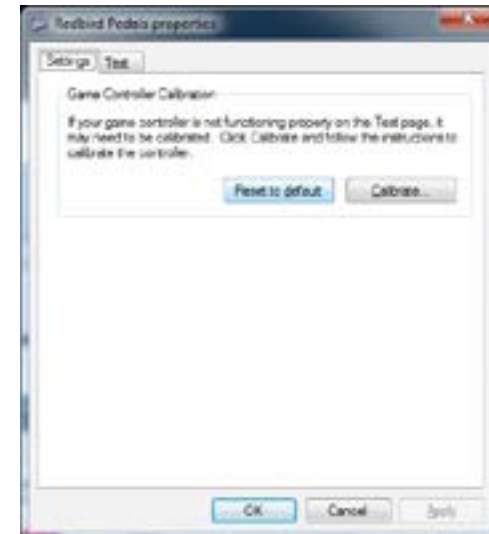 Redbird Pedals properties
Settings Test
Game Controller Calibration
If your game controller is not functioning properly on the Test page, it
may need to be calibrated. Click Calibrate and follow the instructions to
calibrate the controller.
Reset to default Calibrate...
OK Cancel Apply